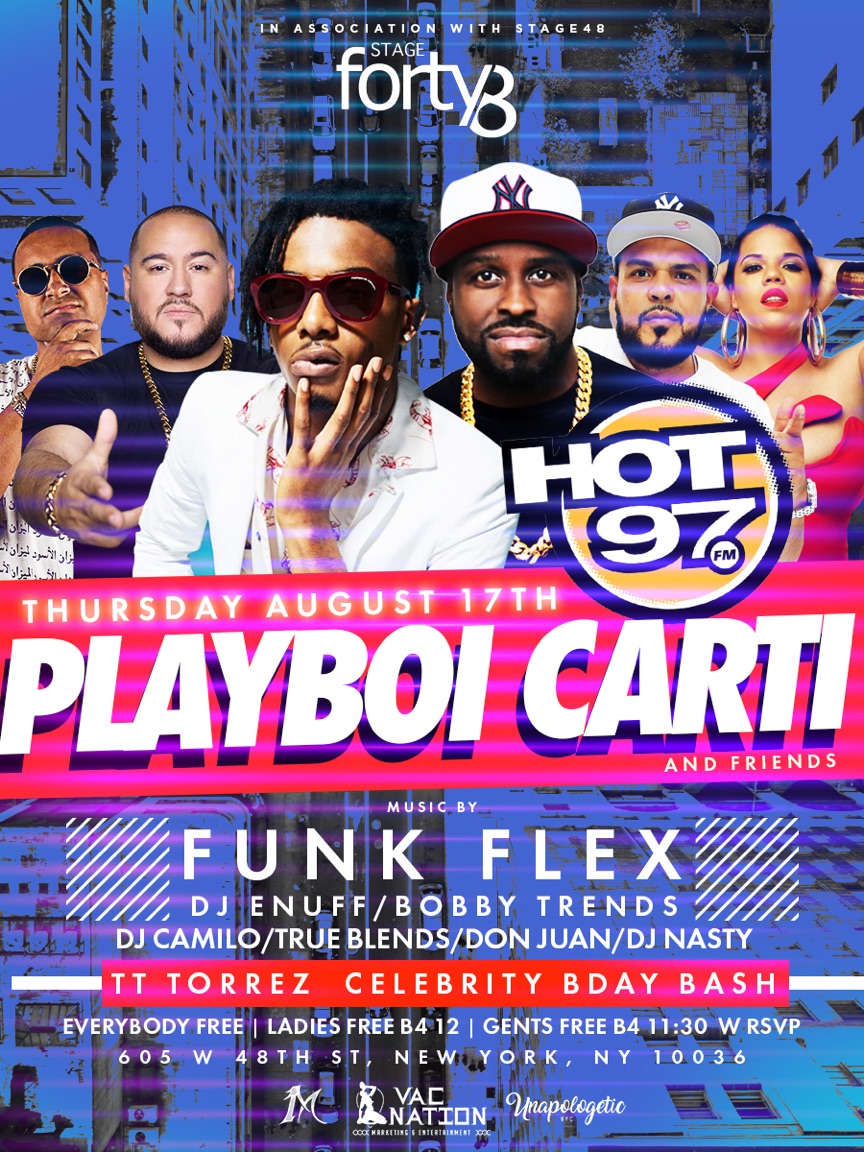 IN ASSOCIATION WITH STAGE48
STAGE
forty8
NY
HOT
97
FM
THURSDAY AUGUST 17TH
PLAYBOI CARTI
AND FRIENDS
MUSIC BY
FUNK FLEX
DJ ENUFF/BOBBY TRENDS
DJ CAMILO/TRUE BLENDS/DON JUAN/DJ NASTY
TT TORREZ CELEBRITY BDAY BASH
EVERYBODY FREE | LADIES FREE B4 12 | GENTS FREE B4 11:30 W RSVP
605 W 48TH ST, NEW YORK, NY 10036
VAC
NATION
MARKETING & ENTERTAINMENT
Unapologetic
NYC